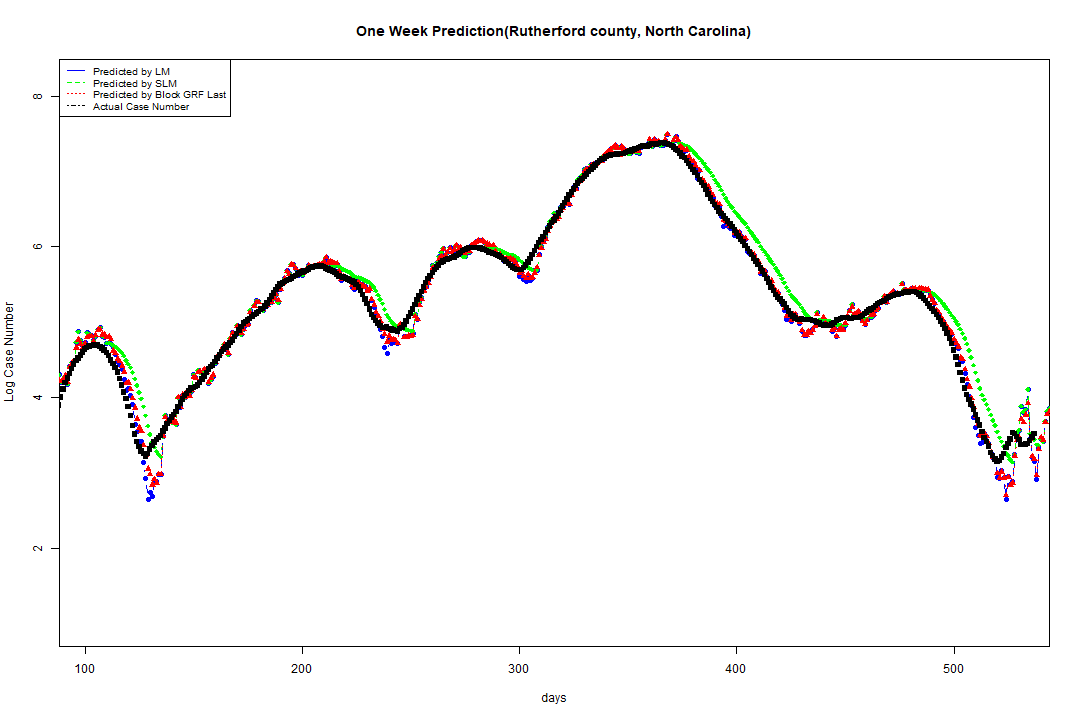 One Week Prediction(Rutherford county, North Carolina)
Predicted by LM
Predicted by SLM
Predicted by Block GRF Last
Actual Case Number
8
6
4
2
Log Case Number
100 200 300 400 500
days